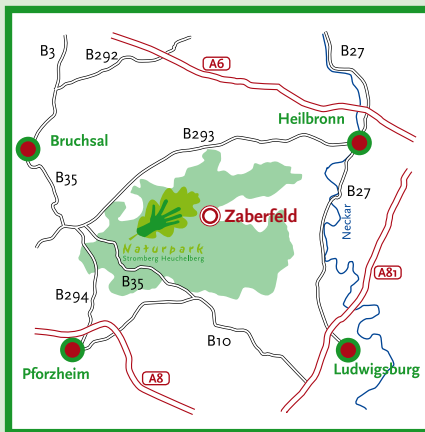 B3
B292
B27
A6
Heilbronn
Bruchsal
B293
B35
B27
Zaberfeld
Neckar
Naturpark
Stromberg Heuchelberg
A81
B35
B294
B10
Pforzheim
A8
Ludwigsburg